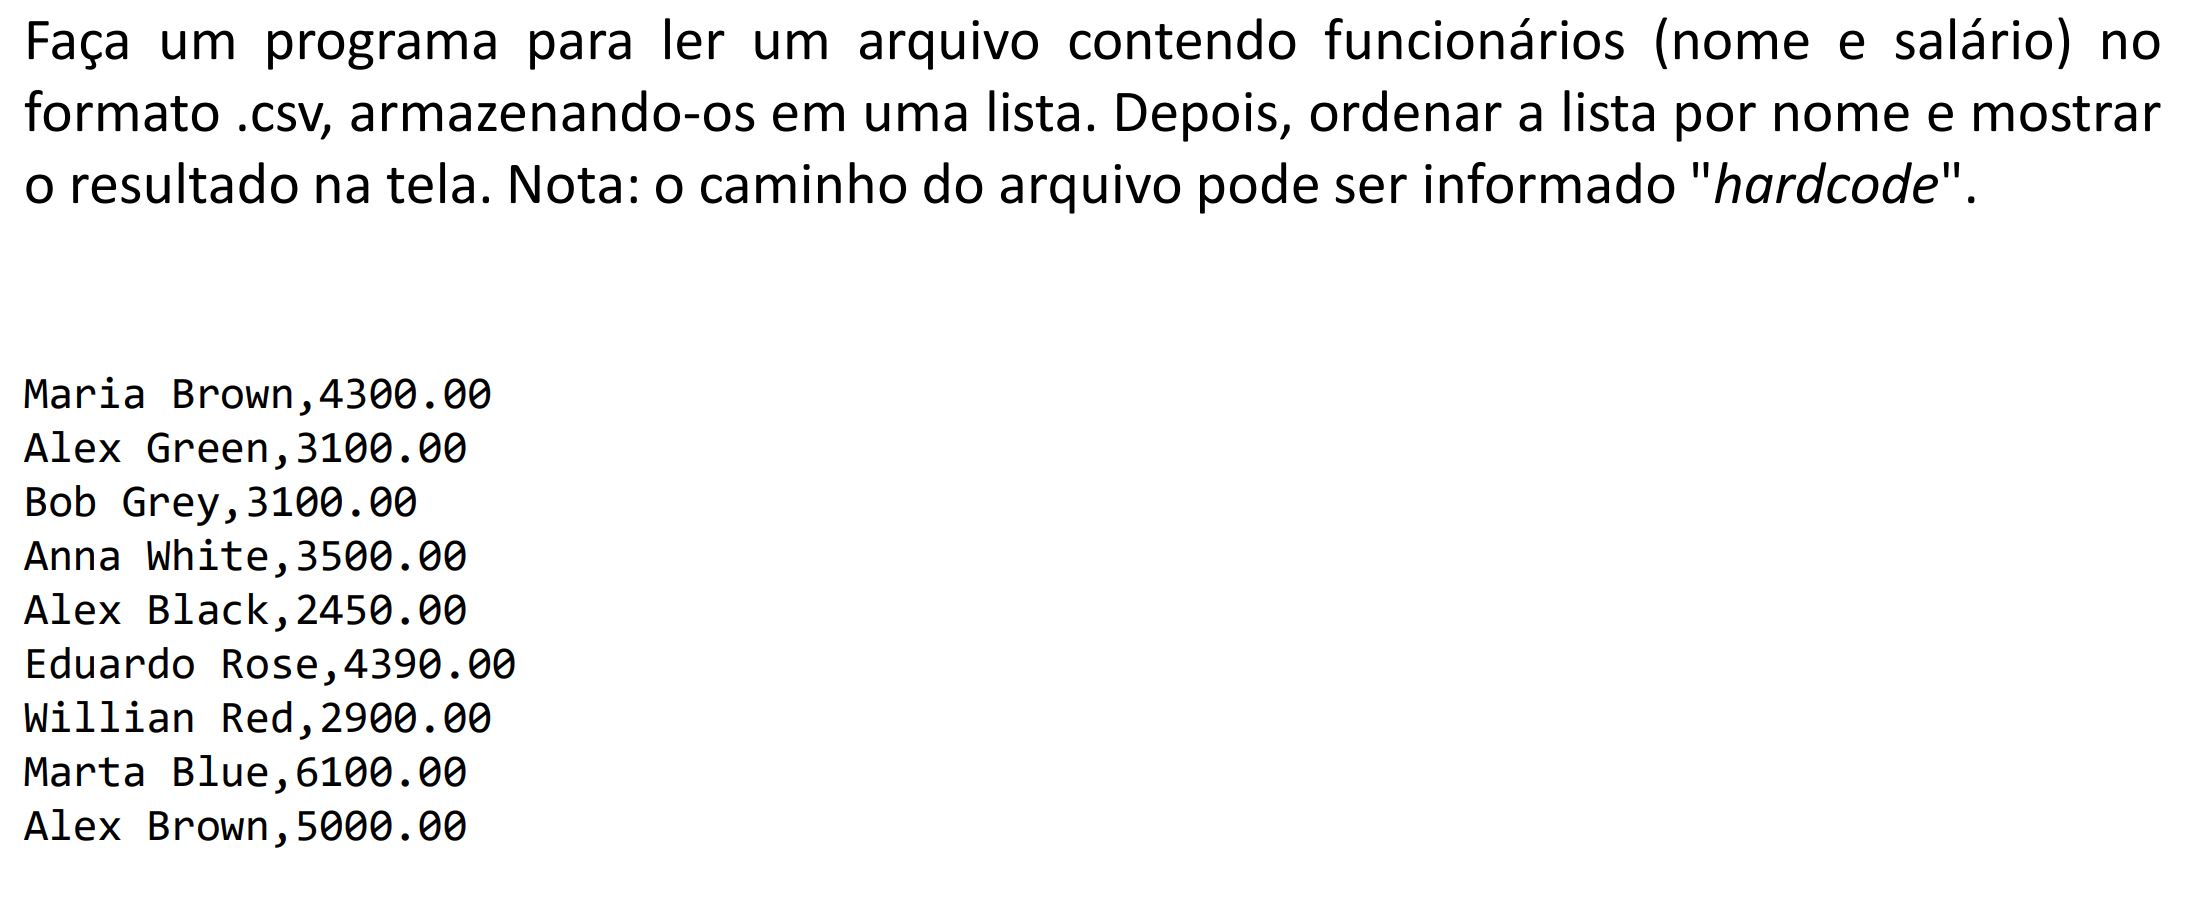 Faça um programa para ler um arquivo contendo funcionários (nome e salário) no
formato .csv, armazenando-os em uma lista. Depois, ordenar a lista por nome e mostrar
o resultado na tela. Nota: o caminho do arquivo pode ser informado "hardcode".
Maria Brown,4300.00
Alex Green,3100.00
Bob Grey,3100.00
Anna White,3500.00
Alex Black,2450.00
Eduardo Rose,4390.00
Willian Red,2900.00
Marta Blue,6100.00
Alex Brown,5000.00